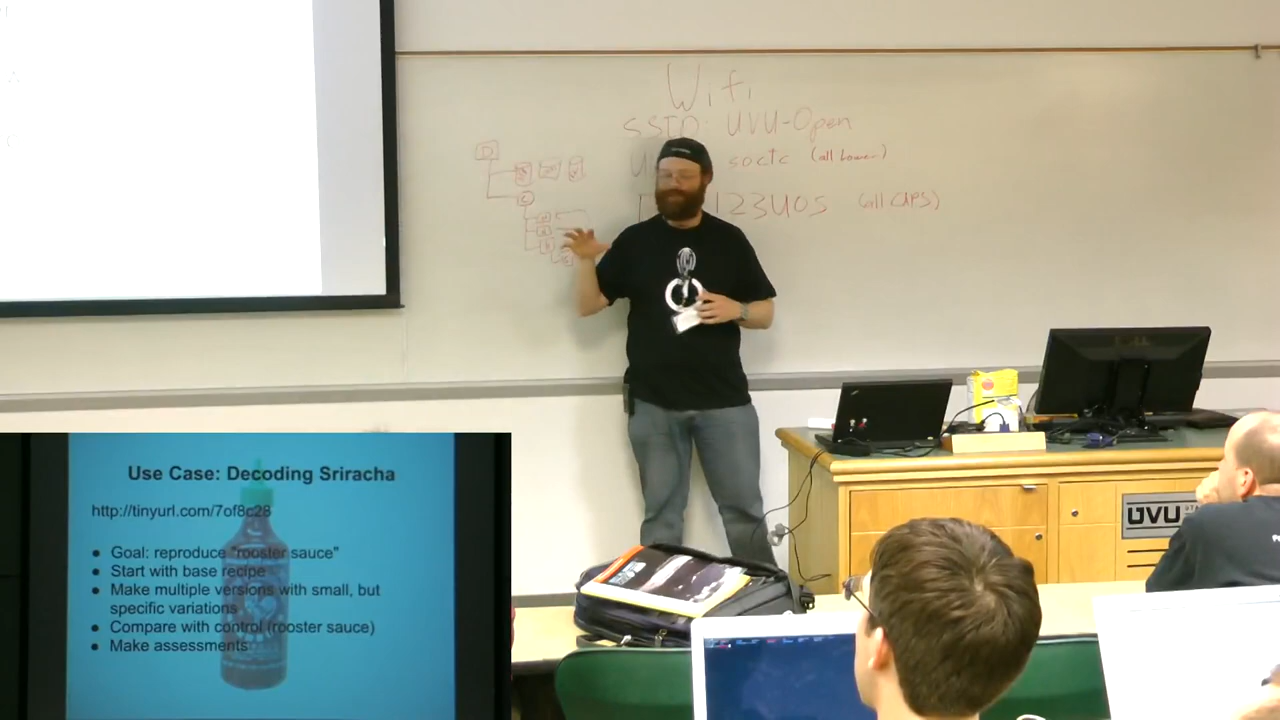 Wifi
SSID: UVU-Open
soctc (all lower)
123UOS (all CAPS)
UVU
Use Case: Decoding Sriracha
http://tinyurl.com/7of8c28
● Goal: reproduce "rooster sauce"
● Start with base recipe
● Make multiple versions with small, but
specific variations
● Compare with control (rooster sauce)
● Make assessments